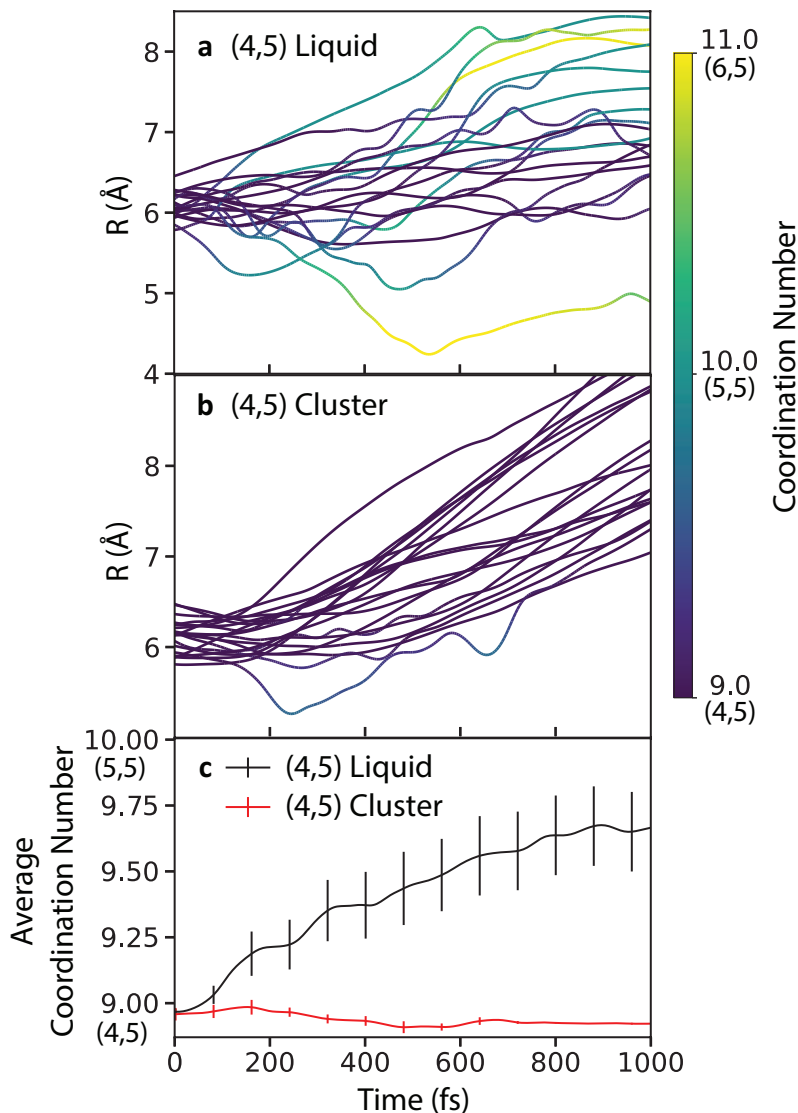 a (4,5) Liquid
8
7
6
5
4
R (Å)
b (4,5) Cluster
8
7
6
R (Å)
11.0
(6,5)
10.0
(5,5)
9.0
(4,5)
Coordination Number
c (4,5) Liquid
(4,5) Cluster
10.00
(5,5)
9.75
9.50
9.25
9.00
(4,5)
Average
Coordination Number
0 200 400 600 800 1000
Time (fs)